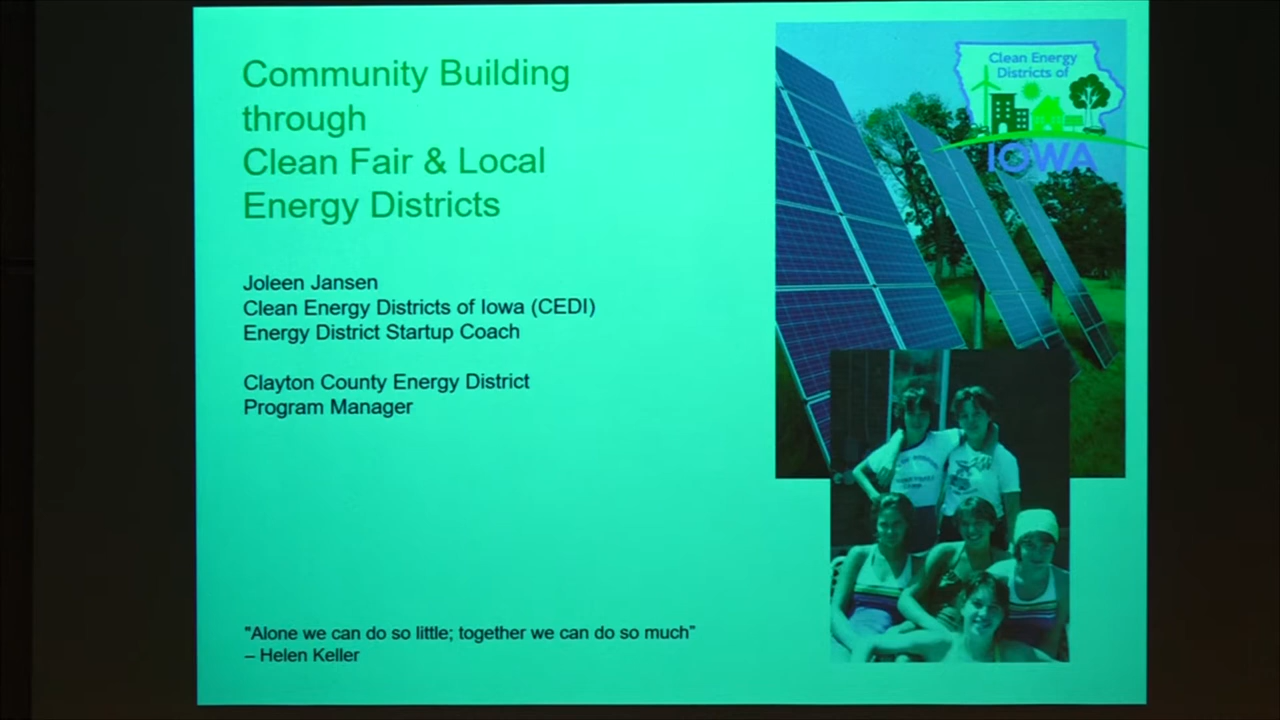 Community Building
through
Clean Fair & Local
Energy Districts
Joleen Jansen
Clean Energy Districts of Iowa (CEDI)
Energy District Startup Coach
Clayton County Energy District
Program Manager
"Alone we can do so little; together we can do so much"
– Helen Keller
Clean Energy
Districts of
IOWA